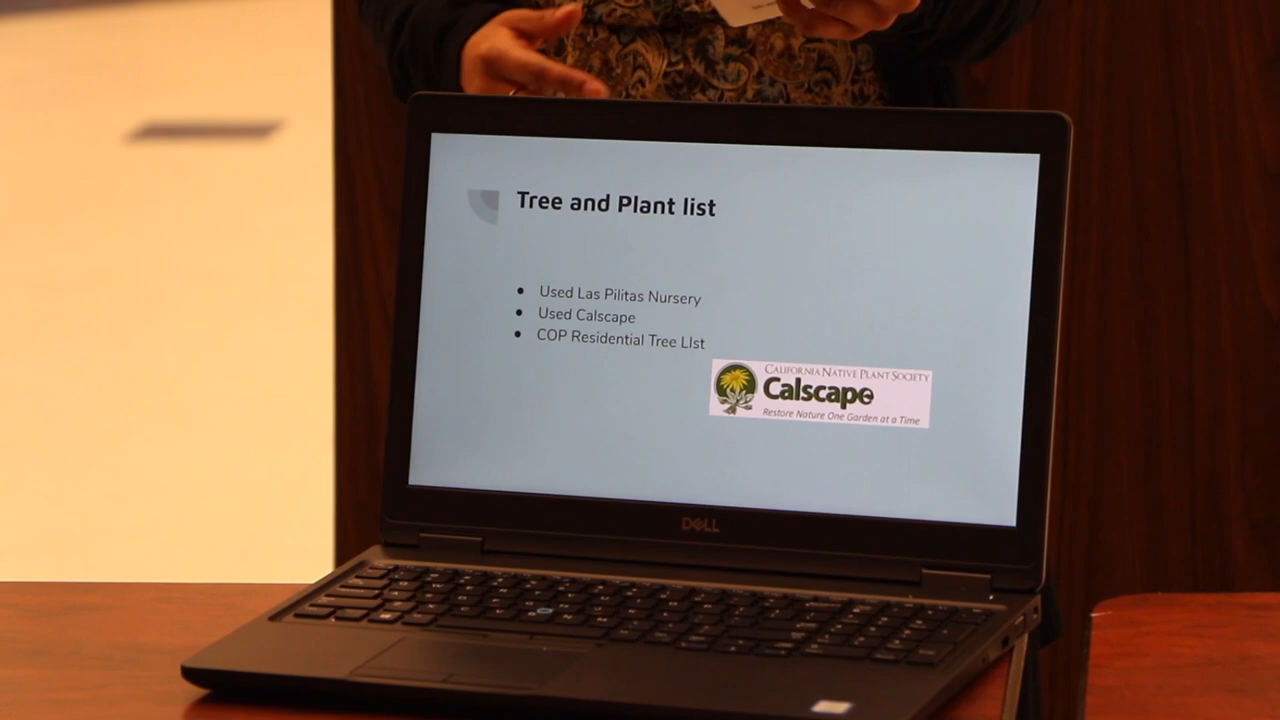 Tree and Plant list
Used Las Pilitas Nursery
Used Calscape
COP Residential Tree LIst
CALIFORNIA NATIVE PLANT SOCIETY
Calscape
Restore Nature One Garden at a Time
DELL